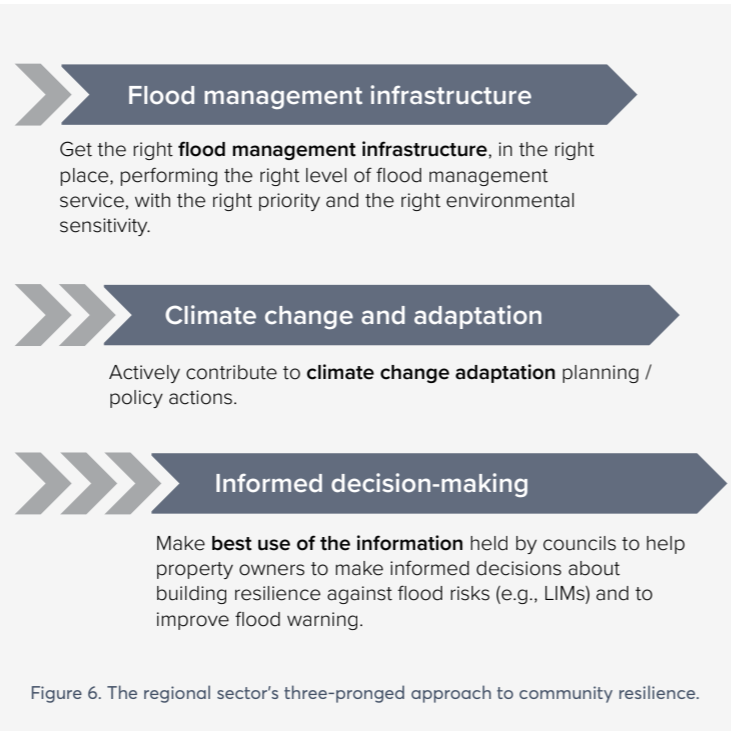 Flood management infrastructure
Get the right flood management infrastructure, in the right
place, performing the right level of flood management
service, with the right priority and the right environmental
sensitivity.
Climate change and adaptation
Actively contribute to climate change adaptation planning /
policy actions.
Informed decision-making
Make best use of the information held by councils to help
property owners to make informed decisions about
building resilience against flood risks (e.g., LIMs) and to
improve flood warning.
Figure 6. The regional sector's three-pronged approach to community resilience.